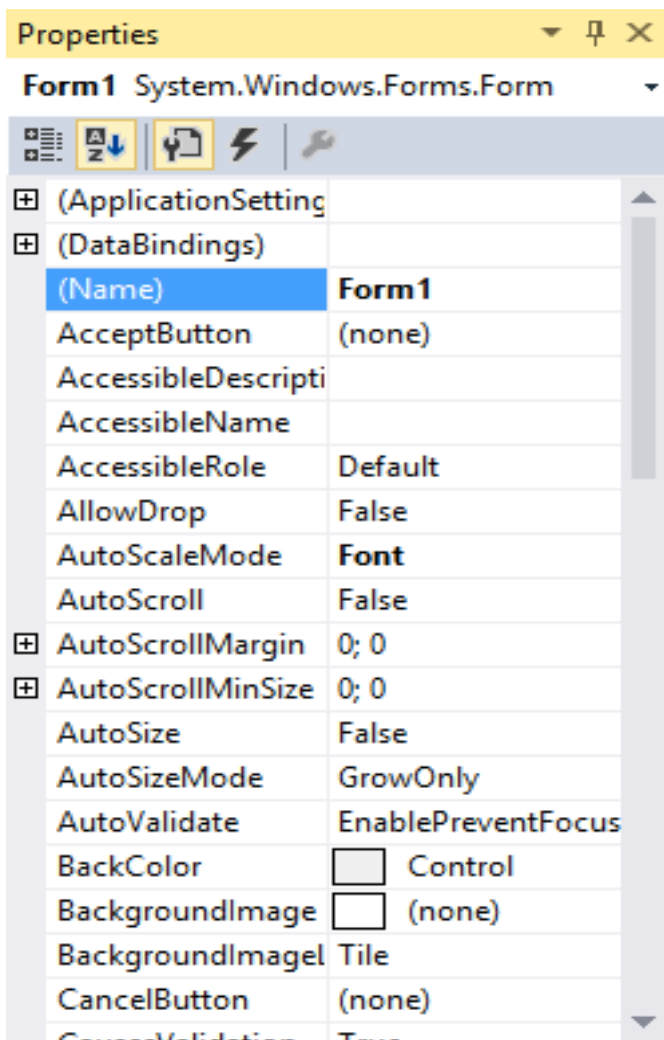 Properties
Form1 System.Windows.Forms.Form
(ApplicationSetting
(DataBindings)
(Name) Form1
AcceptButton (none)
AccessibleDescripti
AccessibleName
AccessibleRole Default
AllowDrop False
AutoScaleMode Font
AutoScroll False
AutoScrollMargin 0; 0
AutoScrollMinSize 0; 0
AutoSize False
AutoSizeMode GrowOnly
AutoValidate EnablePreventFocus
BackColor Control
BackgroundImage (none)
BackgroundImageL Tile
CancelButton (none)
CausesValidation True